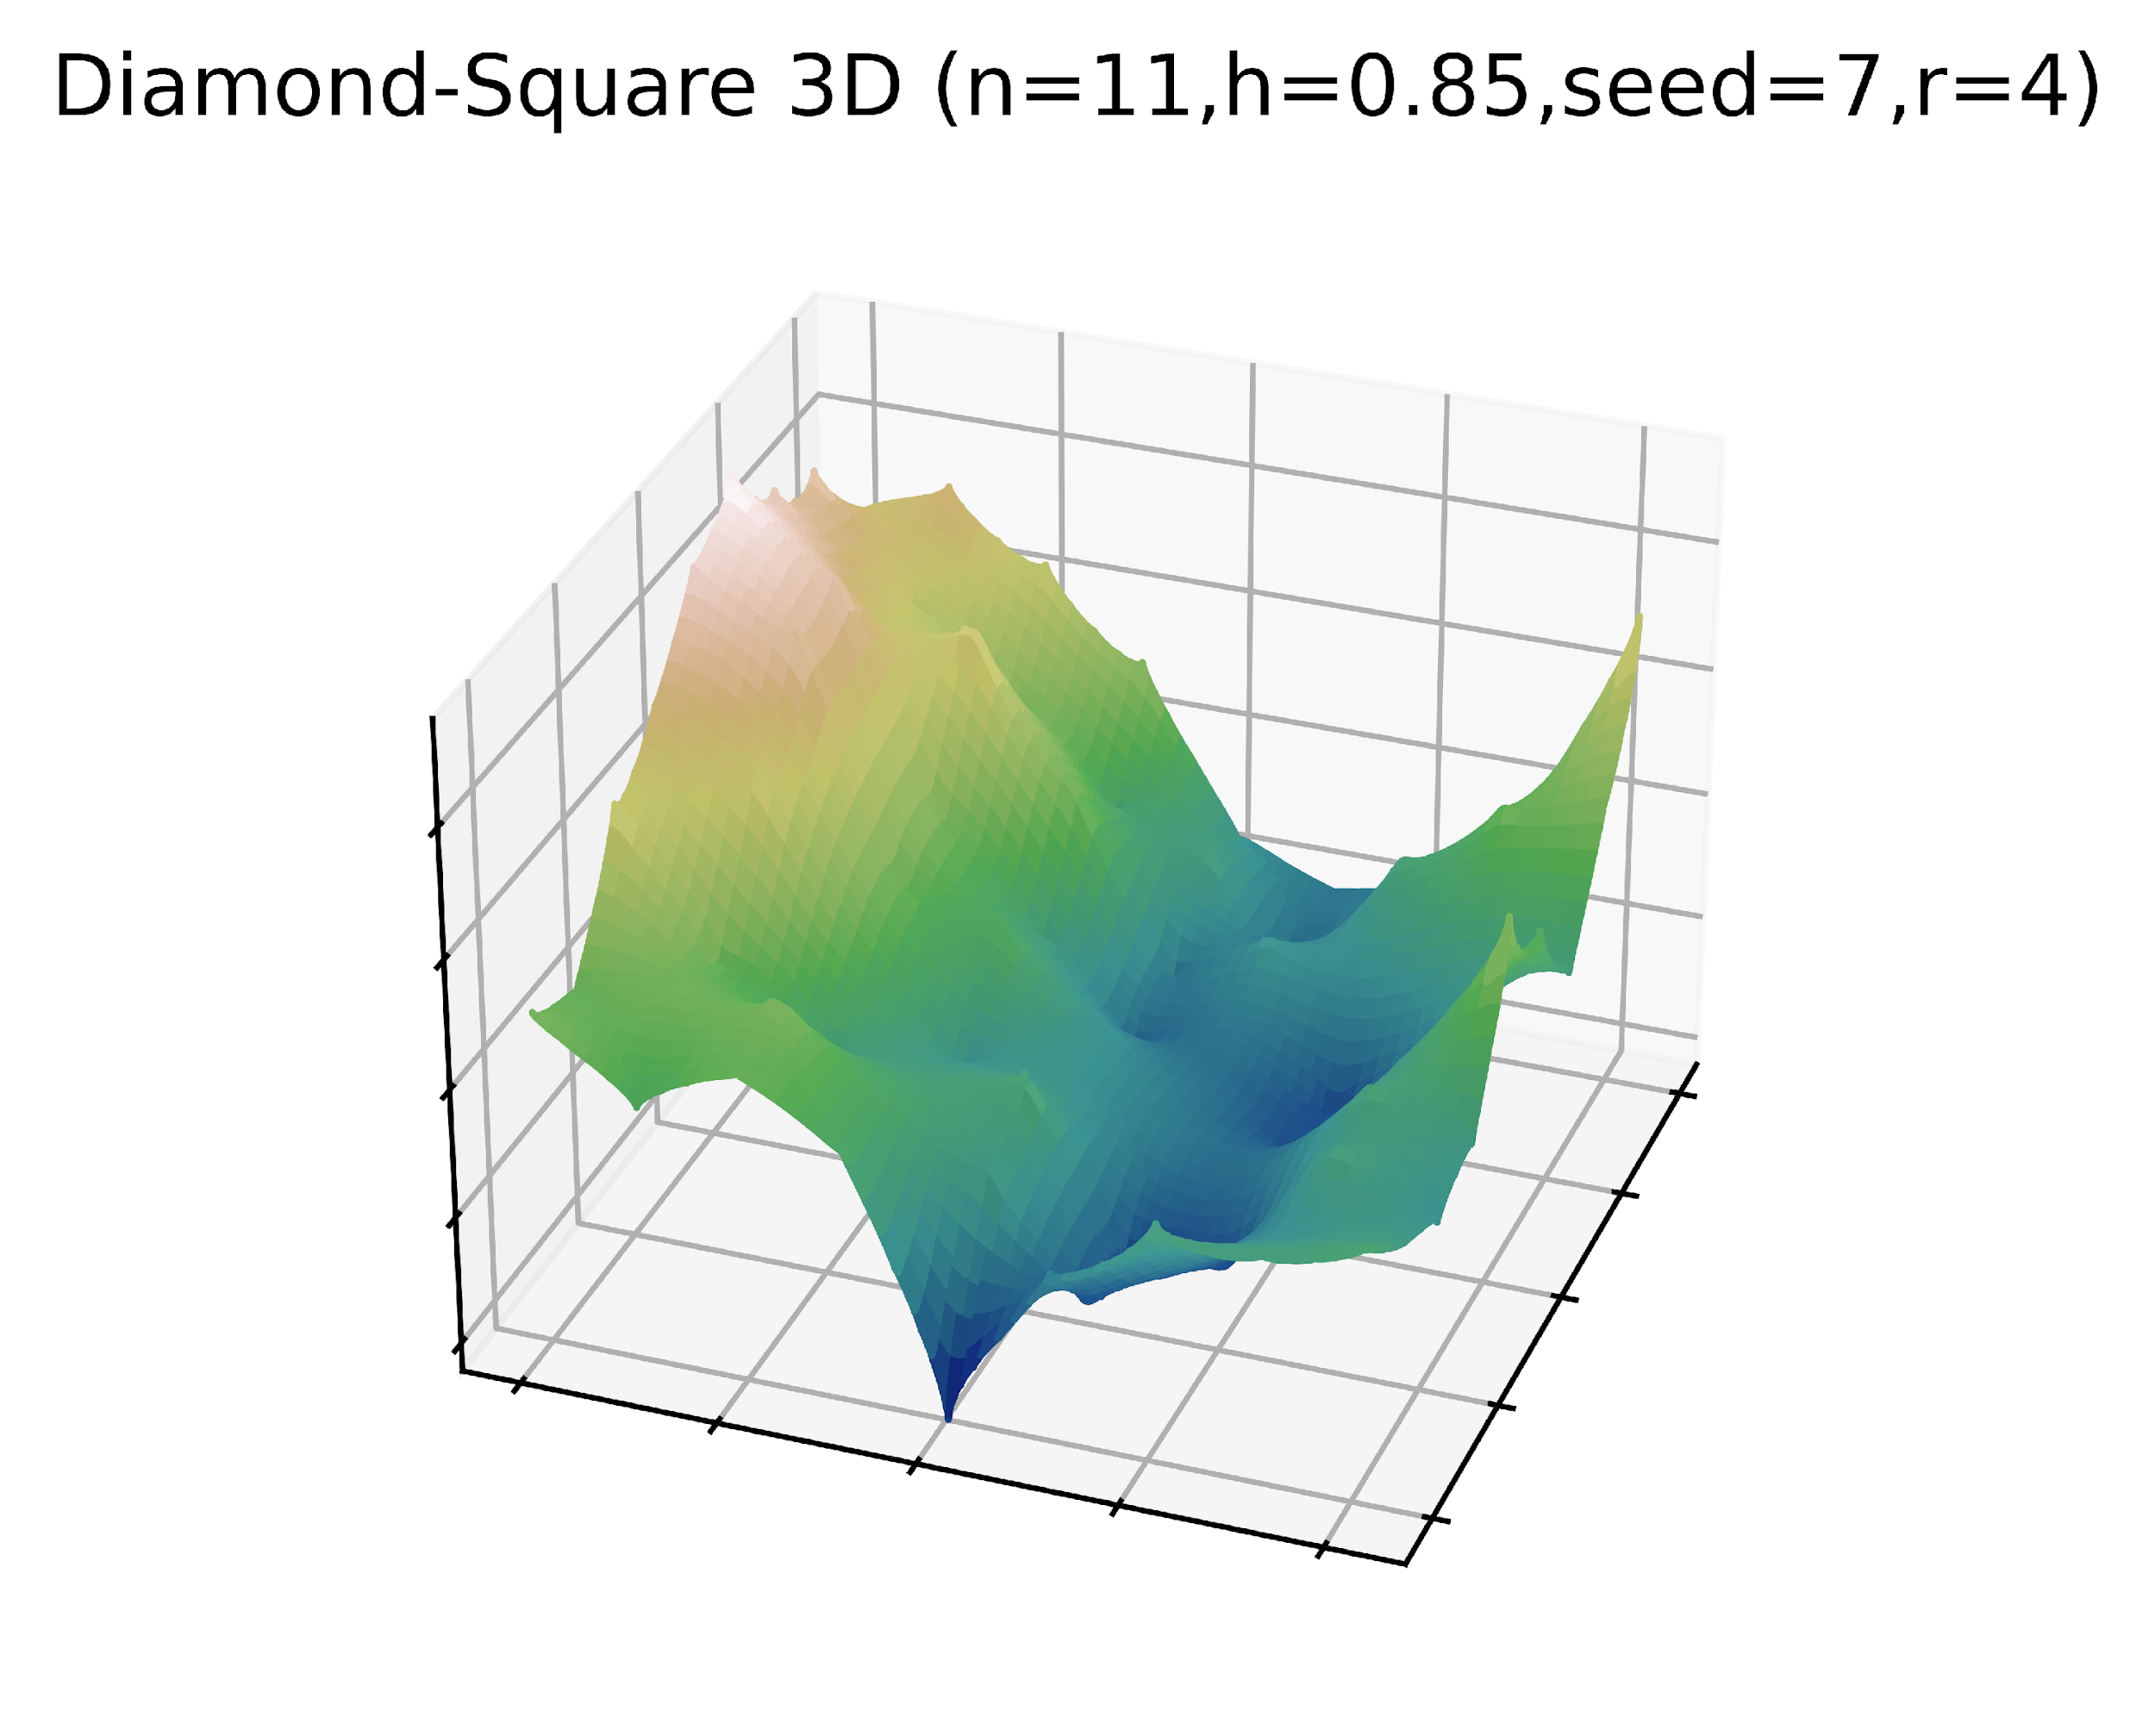 Diamond-Square 3D (n=11,h=0.85,seed=7,r=4)